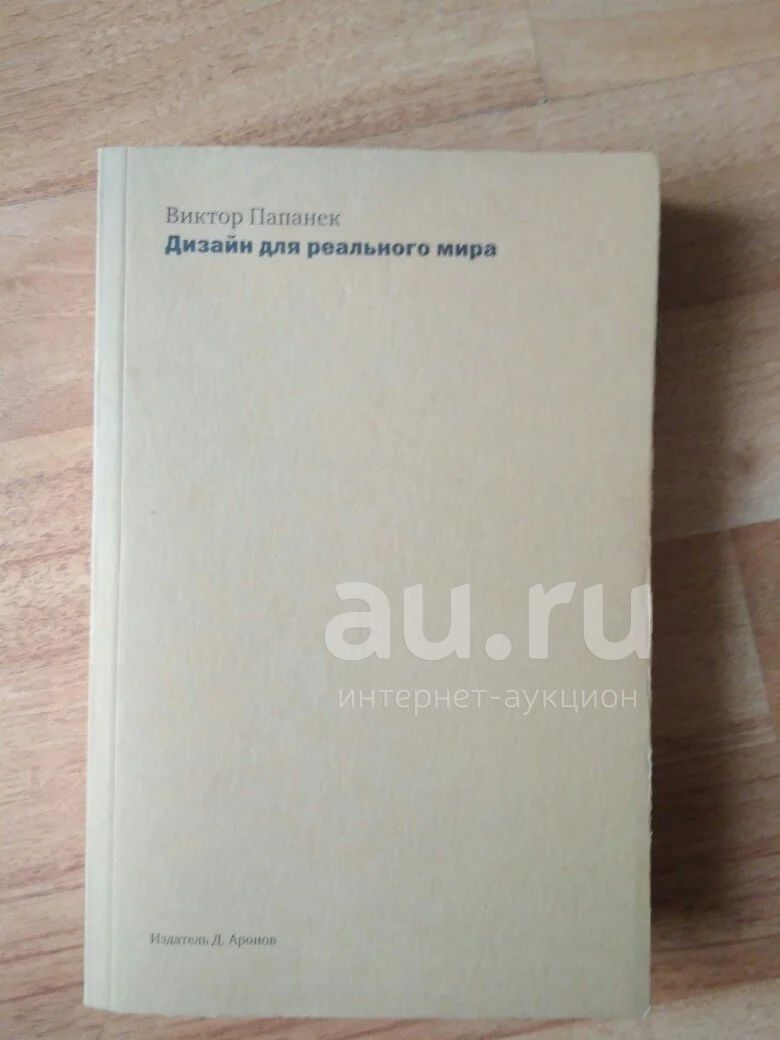 Виктор Папанек
Дизайн для реального мира
au.ru
интернет-аукцион
Издатель Д. Аронов